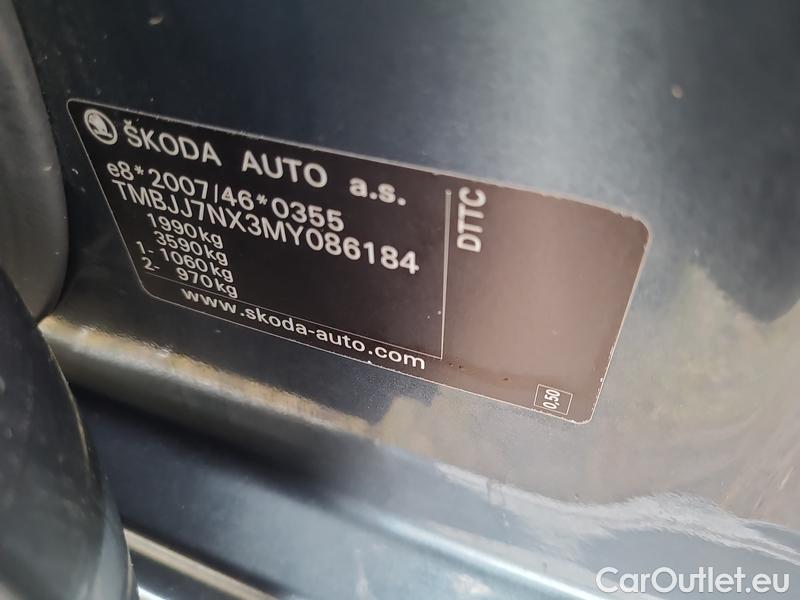 ŠKODA AUTO a.s.
e8*2007/46*0355
TMBJJ7NX3MY086184
1990kg
3590kg
1- 1060kg
2- 970kg
www.skoda-auto.com
DTTC
0,50
CarOutlet.eu